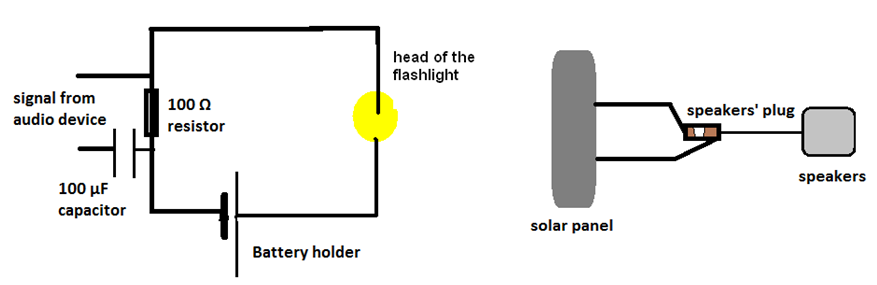 head of the
flashlight
signal from
audio device
100 Ω
resistor
100 µF
capacitor
Battery holder
speakers' plug
speakers
solar panel